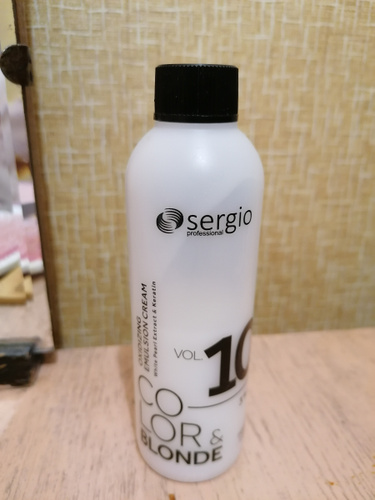 sergio
professional
OXIDIZING
EMULSION CREAM
White Pearl Extract & Keratin
VOL. 10
CO-
LOR &
BLONDE